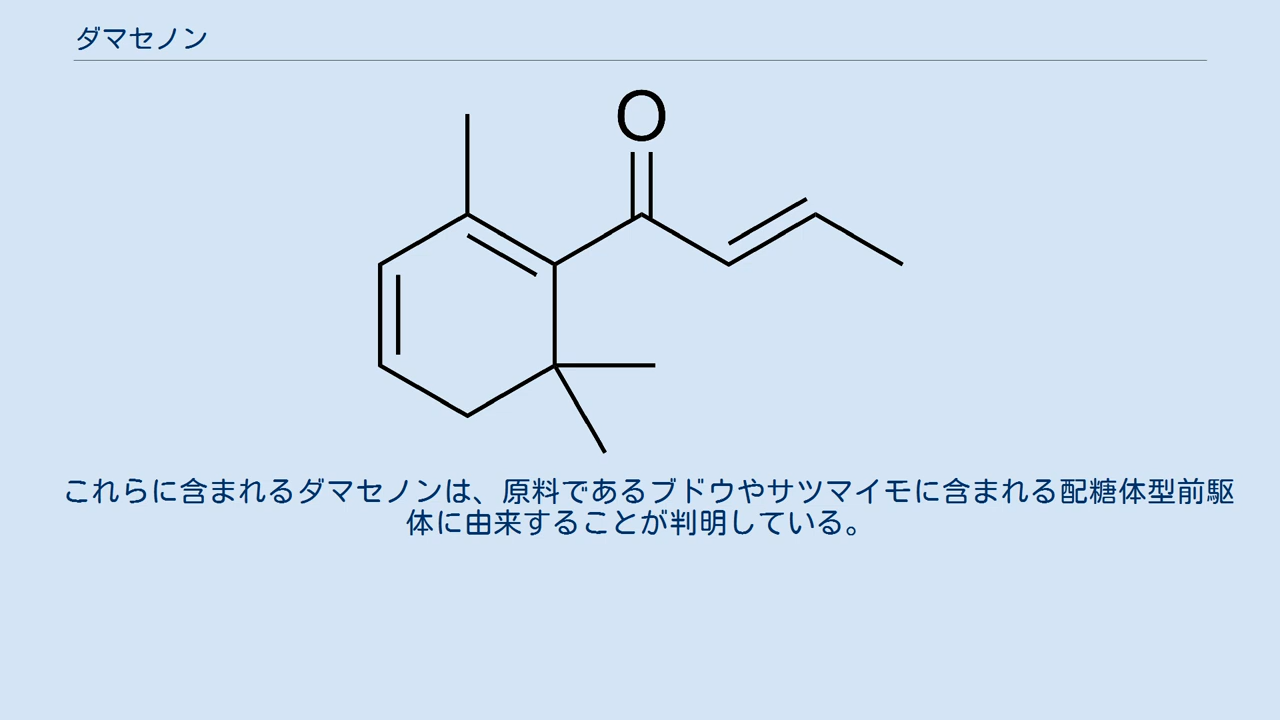 ダマセノン
O
これらに含まれるダマセノンは、原料であるブドウやサツマイモに含まれる配糖体型前駆
体に由来することが判明している。